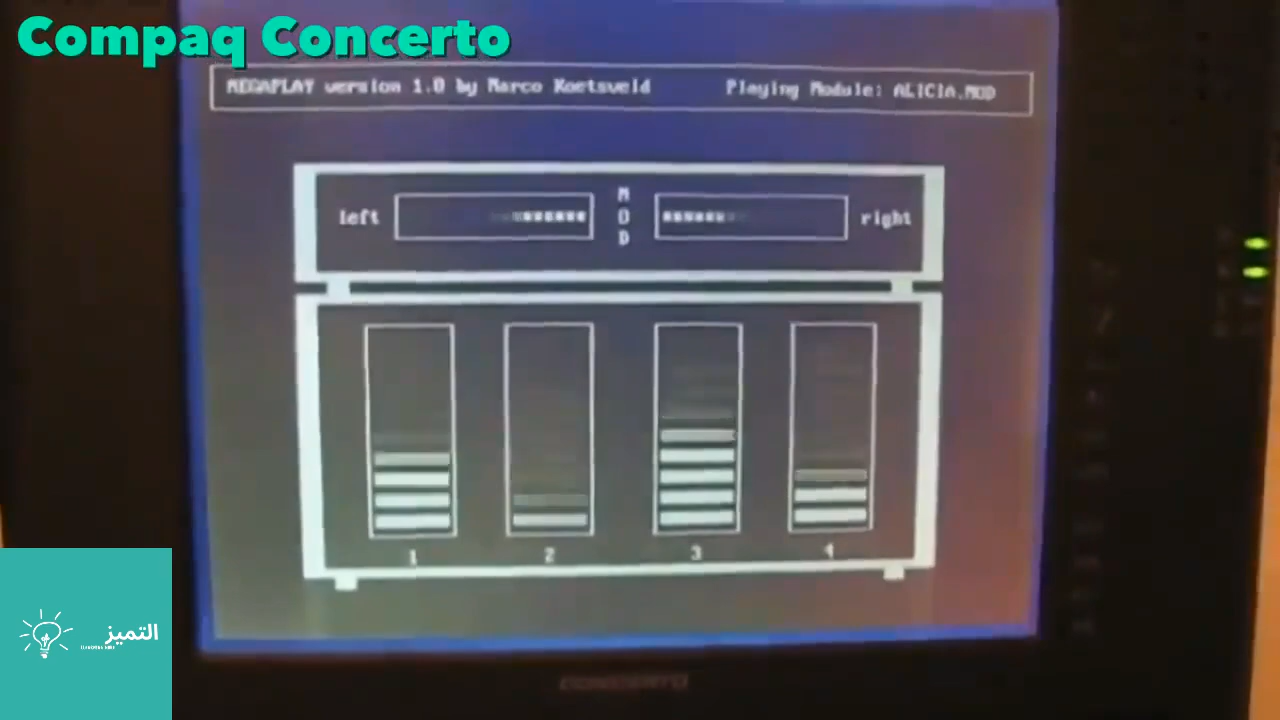 Compaq Concerto
MEGAPLAY version 1.0 by Marco Koetsveld Playing Module: ALICIA.MOD
left
M
O
D
right
1 2 3 4
التميز
CONCERTO